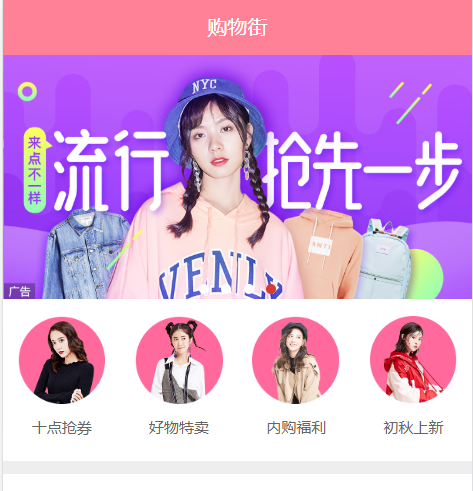 购物街
NYC
来点不一样
流行 抢先一步
VENLY
广告
十点抢券
好物特卖
内购福利
初秋上新